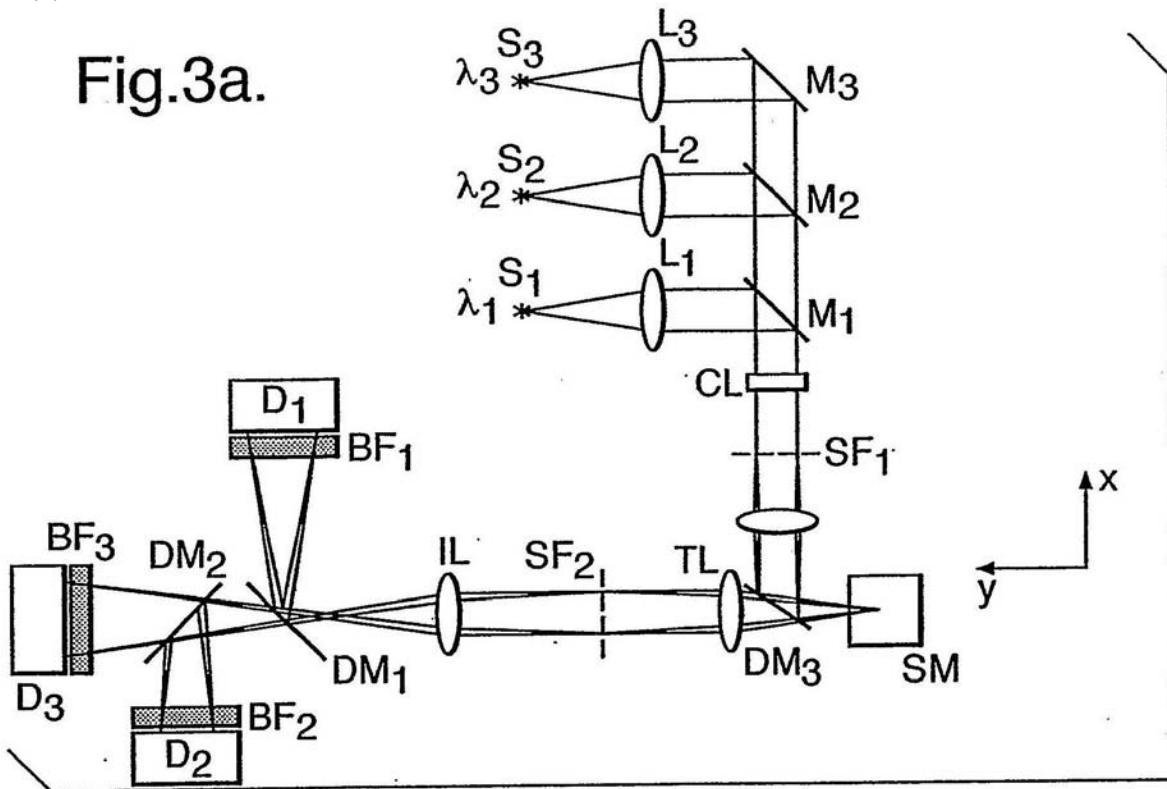 Fig.3a.
S₃ L₃
λ₃ M₃
S₂ L₂
λ₂ M₂
S₁ L₁
λ₁ M₁
CL
D₁
BF₁ SF₁
x
BF₃ DM₂ IL SF₂ TL
y
DM₁ DM₃ SM
D₃
BF₂
D₂